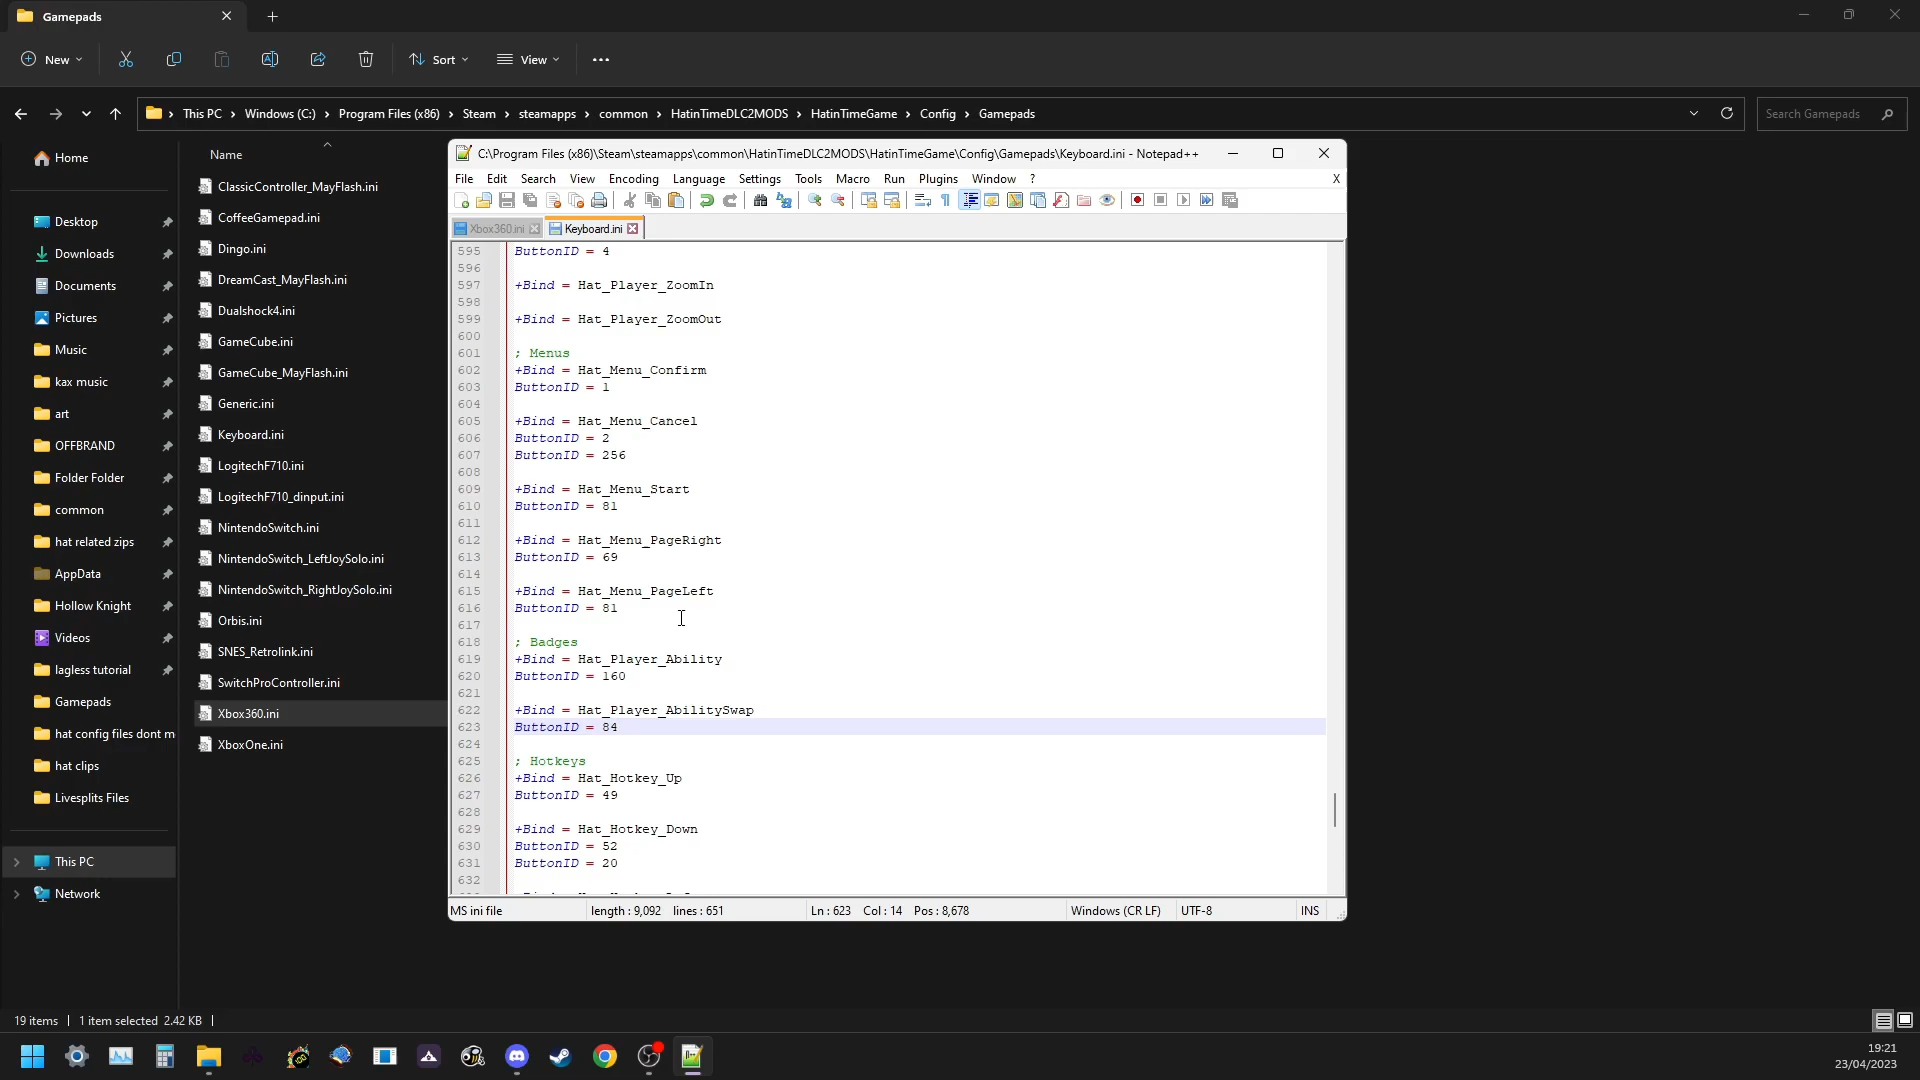 Gamepads
New
Sort
View
This PC
Windows (C:)
Program Files (x86)
Steam
steamapps
common
HatinTimeDLC2MODS
HatinTimeGame
Config
Gamepads
Search Gamepads
Home
Desktop
Downloads
Documents
Pictures
Music
kax music
art
OFFBRAND
Folder Folder
common
hat related zips
AppData
Hollow Knight
Videos
lagless tutorial
Gamepads
hat config files dont m
hat clips
Livesplits Files
This PC
Network
Name
ClassicController_MayFlash.ini
CoffeeGamepad.ini
Dingo.ini
DreamCast_MayFlash.ini
Dualshock4.ini
GameCube.ini
GameCube_MayFlash.ini
Generic.ini
Keyboard.ini
LogitechF710.ini
LogitechF710_dinput.ini
NintendoSwitch.ini
NintendoSwitch_LeftJoySolo.ini
NintendoSwitch_RightJoySolo.ini
Orbis.ini
SNES_Retrolink.ini
SwitchProController.ini
Xbox360.ini
XboxOne.ini
C:\Program Files (x86)\Steam\steamapps\common\HatinTimeDLC2MODS\HatinTimeGame\Config\Gamepads\Keyboard.ini - Notepad++
File Edit Search View Encoding Language Settings Tools Macro Run Plugins Window ? X
Xbox360.ini Keyboard.ini
595 ButtonID = 4
596
597 +Bind = Hat_Player_ZoomIn
598
599 +Bind = Hat_Player_ZoomOut
600
601 ; Menus
602 +Bind = Hat_Menu_Confirm
603 ButtonID = 1
604
605 +Bind = Hat_Menu_Cancel
606 ButtonID = 2
607 ButtonID = 256
608
609 +Bind = Hat_Menu_Start
610 ButtonID = 81
611
612 +Bind = Hat_Menu_PageRight
613 ButtonID = 69
614
615 +Bind = Hat_Menu_PageLeft
616 ButtonID = 81
617
618 ; Badges
619 +Bind = Hat_Player_Ability
620 ButtonID = 160
621
622 +Bind = Hat_Player_AbilitySwap
623 ButtonID = 84
624
625 ; Hotkeys
626 +Bind = Hat_Hotkey_Up
627 ButtonID = 49
628
629 +Bind = Hat_Hotkey_Down
630 ButtonID = 52
631 ButtonID = 20
632
MS ini file length : 9,092 lines : 651 Ln : 623 Col : 14 Pos : 8,678 Windows (CR LF) UTF-8 INS
19 items 1 item selected 2.42 KB
19:21
23/04/2023